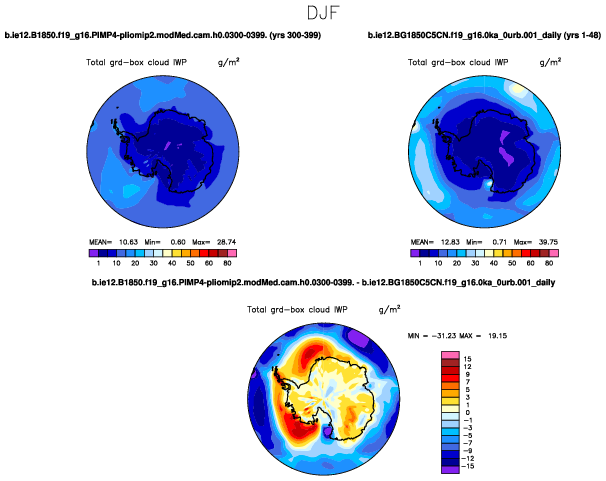 DJF
b.ie12.B1850.f19_g16.PIMP4-pliomip2.modMed.cam.h0.0300-0399. (yrs 300-399)
b.ie12.BG1850C5CN.f19_g16.0ka_0urb.001_daily (yrs 1-48)
Total grd-box cloud IWP g/m²
Total grd-box cloud IWP g/m²
MEAN= 10.63 Min= 0.60 Max= 28.74
MEAN= 12.83 Min= 0.71 Max= 39.75
1 10 20 30 40 60 80
1 10 20 30 40 60 80
b.ie12.B1850.f19_g16.PIMP4-pliomip2.modMed.cam.h0.0300-0399. - b.ie12.BG1850C5CN.f19_g16.0ka_0urb.001_daily
Total grd-box cloud IWP g/m²
MIN = -31.23 MAX = 19.15
15
12
9
7
5
3
1
0
-1
-3
-5
-7
-9
-12
-15